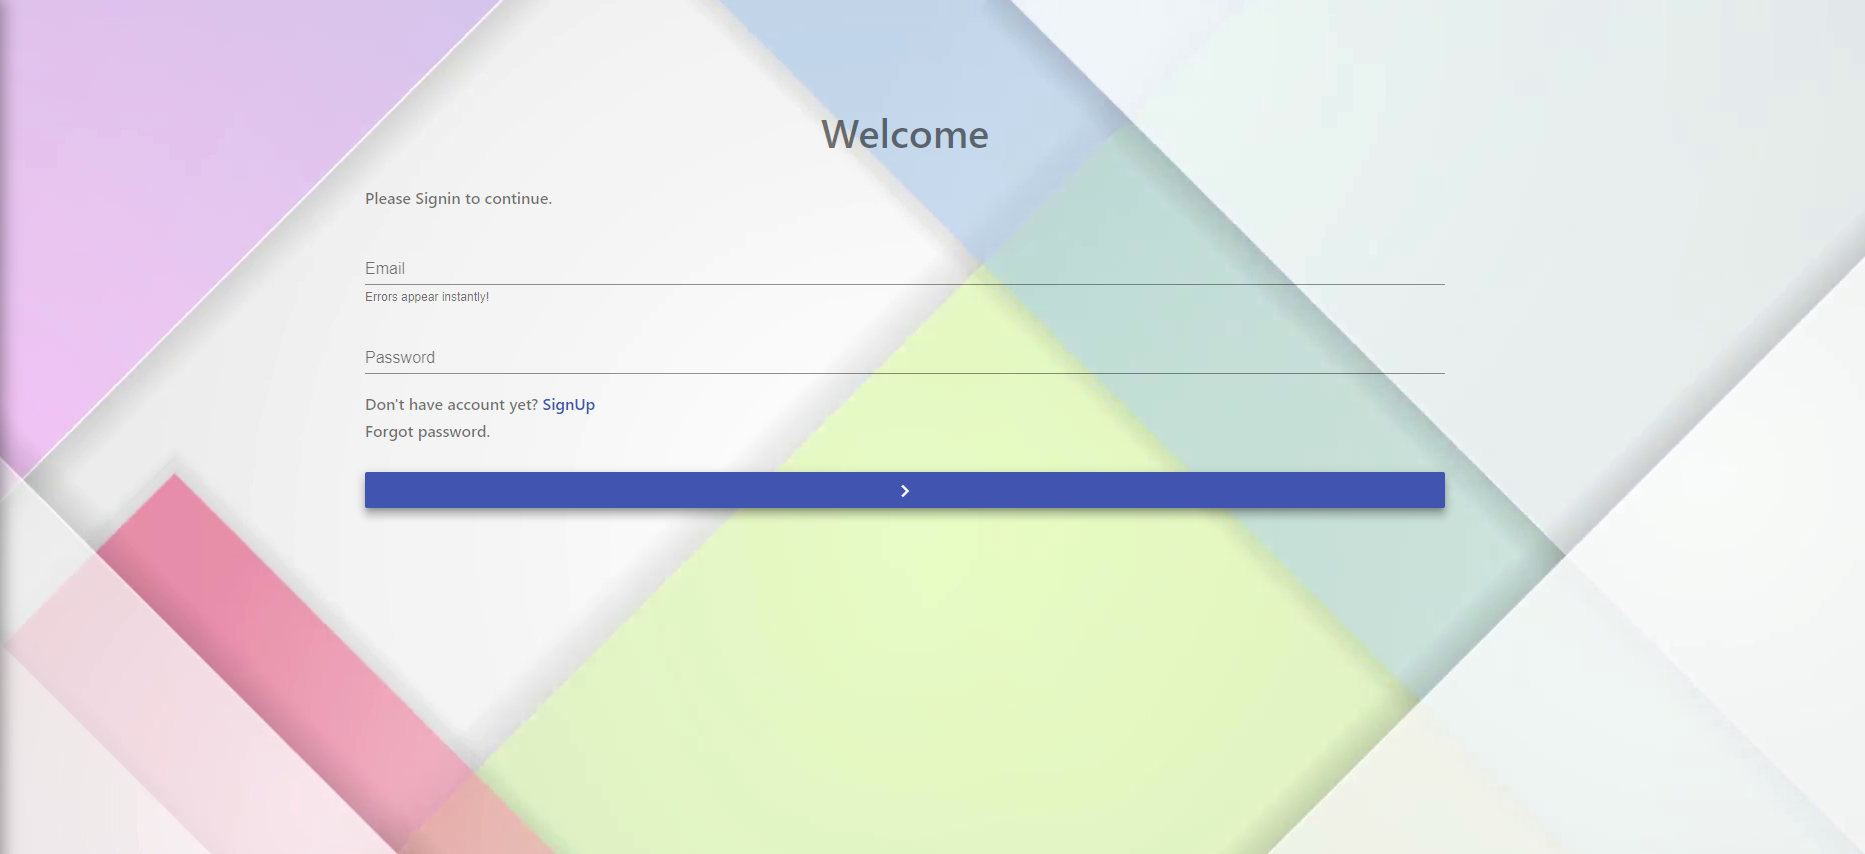 Welcome
Please Signin to continue.
Email
Errors appear instantly!
Password
Don't have account yet? SignUp
Forgot password.